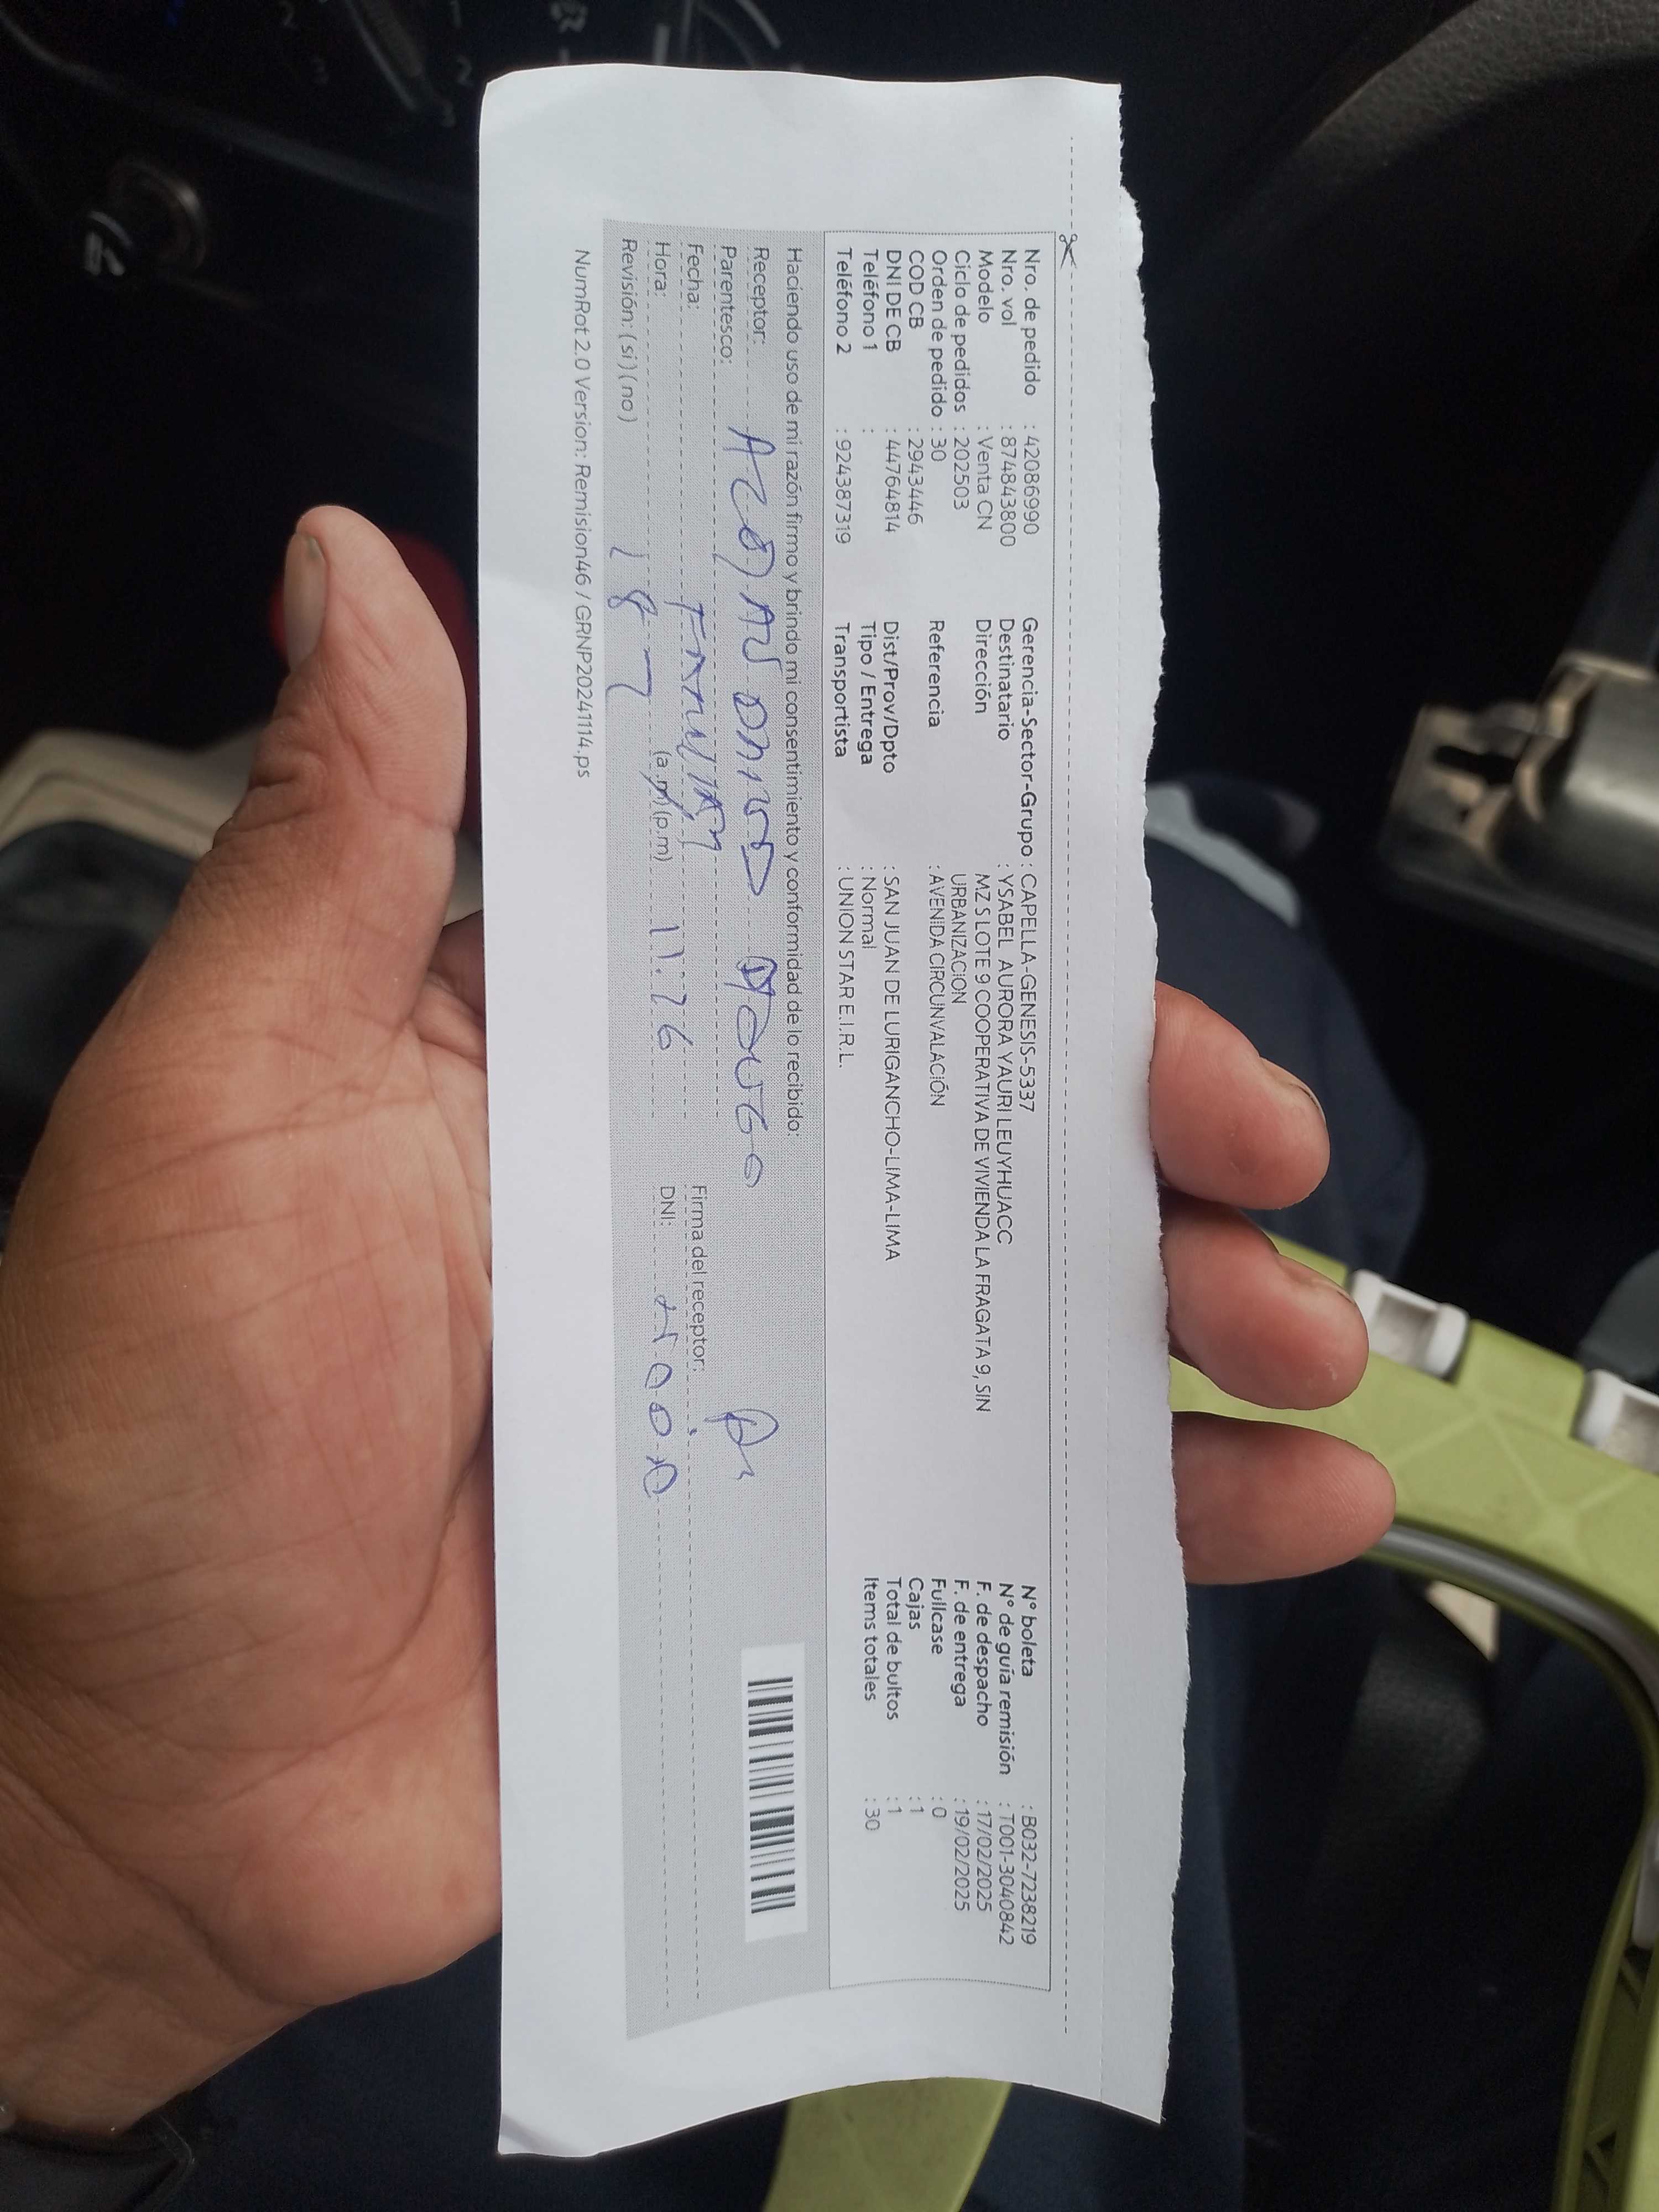 Nro. de pedido : 42086990
Nro. vol : 874843800
Modelo : Venta CN
Ciclo de pedidos : 202503
Orden de pedido : 30
COD CB : 2943446
DNI DE CB : 44764814
Teléfono 1 :
Teléfono 2 : 924387319
Gerencia-Sector-Grupo : CAPELLA-GENESIS-5337
Destinatario : YSABEL AURORA YAURI LEUYHUACC
Dirección MZ S LOTE 9 COOPERATIVA DE VIVIENDA LA FRAGATA 9, SIN
URBANIZACION
Referencia : AVENIDA CIRCUNVALACIÓN
Dist/Prov/Dpto : SAN JUAN DE LURIGANCHO-LIMA-LIMA
Tipo / Entrega : Normal
Transportista : UNION STAR E.I.R.L.
N° boleta : B032-7238219
N° de guía remisión : T001-3040842
F. de despacho : 17/02/2025
F. de entrega : 19/02/2025
Fullcase : 0
Cajas : 1
Total de bultos : 1
Items totales : 30
Haciendo uso de mi razón firmo y brindo mi consentimiento y conformidad de lo recibido:
Receptor:
Parentesco:
Fecha:
Hora: (a.m) (p.m)
Revisión: (si) (no)
Firma del receptor:
DNI:
NumRot 2.0 Version: Remision46 / GRNP20241114.ps